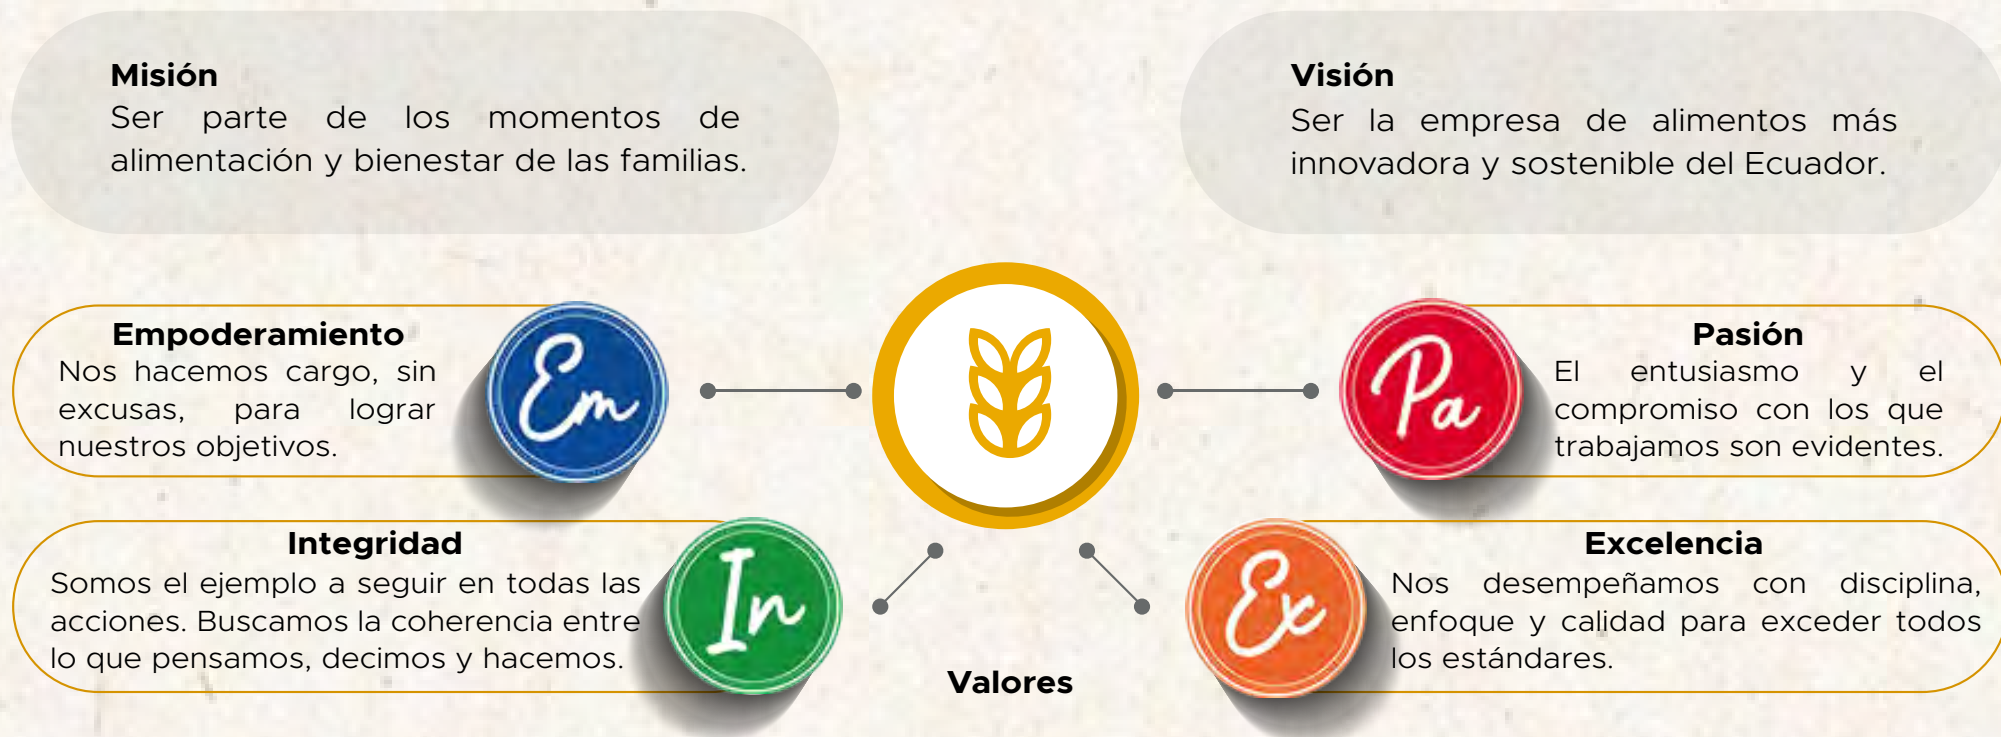 Misión
Ser parte de los momentos de
alimentación y bienestar de las familias.
Visión
Ser la empresa de alimentos más
innovadora y sostenible del Ecuador.
Empoderamiento
Nos hacemos cargo, sin
excusas, para lograr
nuestros objetivos.
Em
Pa
Pasión
El entusiasmo y el
compromiso con los que
trabajamos son evidentes.
Integridad
Somos el ejemplo a seguir en todas las
acciones. Buscamos la coherencia entre
lo que pensamos, decimos y hacemos.
In
Ex
Excelencia
Nos desempeñamos con disciplina,
enfoque y calidad para exceder todos
los estándares.
Valores